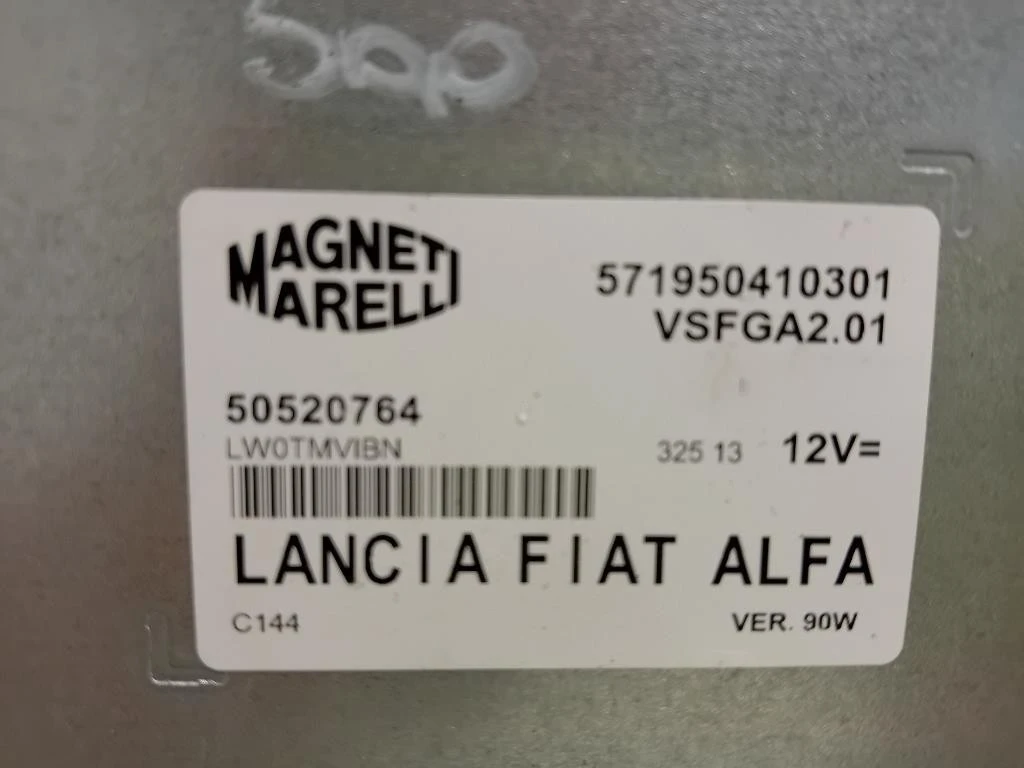 500
MAGNETI
MARELLI
571950410301
VSFGA2.01
50520764
LW0TMVIBN
325 13
12V=
LANCIA FIAT ALFA
C144
VER. 90W